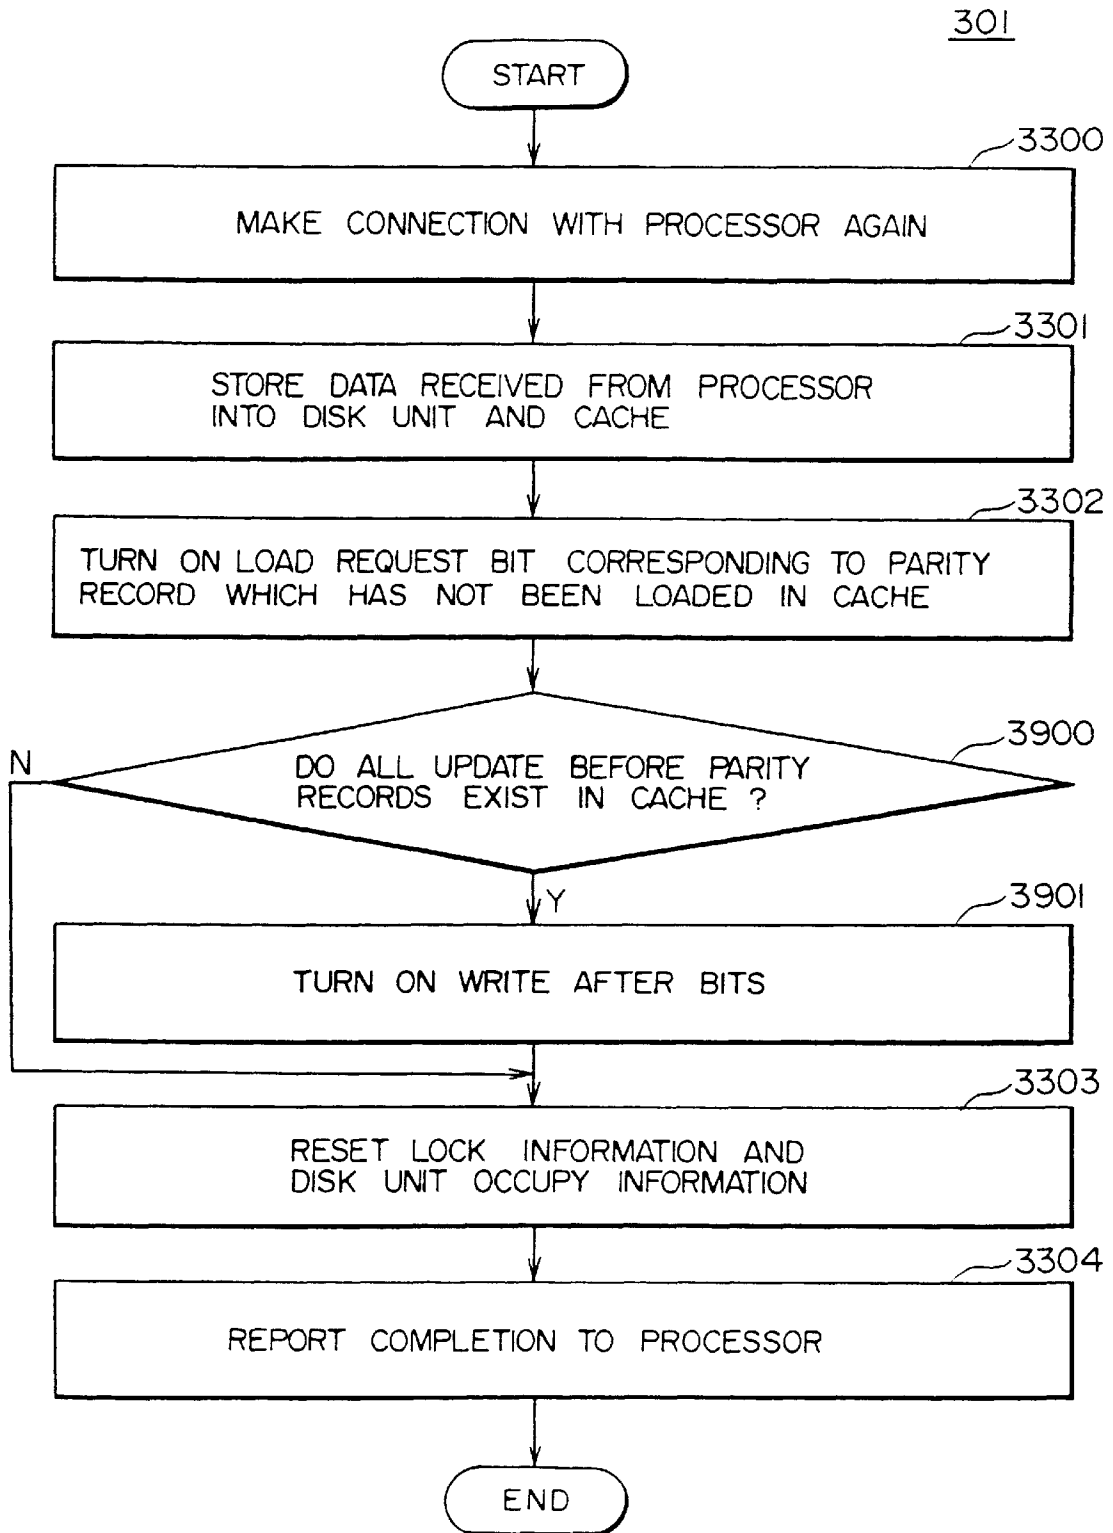 301
START
3300
MAKE CONNECTION WITH PROCESSOR AGAIN
3301
STORE DATA RECEIVED FROM PROCESSOR
INTO DISK UNIT AND CACHE
3302
TURN ON LOAD REQUEST BIT CORRESPONDING TO PARITY
RECORD WHICH HAS NOT BEEN LOADED IN CACHE
3900
N
DO ALL UPDATE BEFORE PARITY
RECORDS EXIST IN CACHE ?
Y
3901
TURN ON WRITE AFTER BITS
3303
RESET LOCK INFORMATION AND
DISK UNIT OCCUPY INFORMATION
3304
REPORT COMPLETION TO PROCESSOR
END